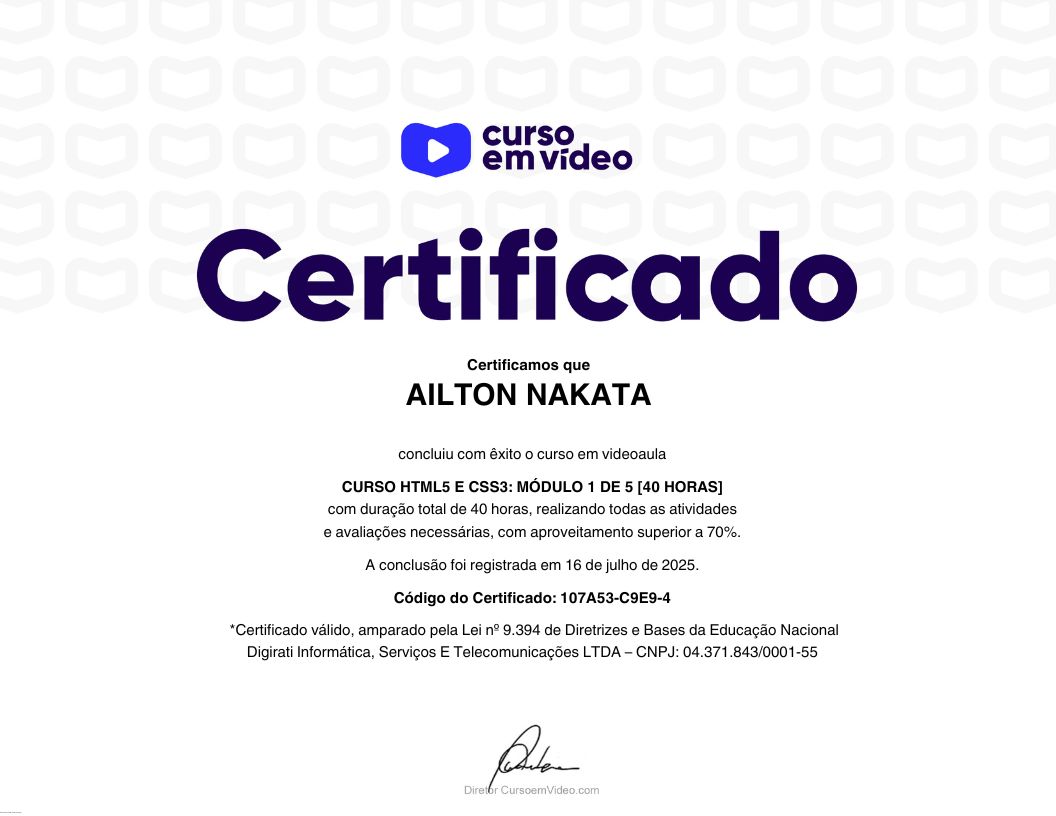 curso
em vídeo
Certificado
Certificamos que
AILTON NAKATA
concluiu com êxito o curso em videoaula
CURSO HTML5 E CSS3: MÓDULO 1 DE 5 [40 HORAS]
com duração total de 40 horas, realizando todas as atividades
e avaliações necessárias, com aproveitamento superior a 70%.
A conclusão foi registrada em 16 de julho de 2025.
Código do Certificado: 107A53-C9E9-4
*Certificado válido, amparado pela Lei nº 9.394 de Diretrizes e Bases da Educação Nacional
Digirati Informática, Serviços E Telecomunicações LTDA – CNPJ: 04.371.843/0001-55
Diretor CursoemVideo.com